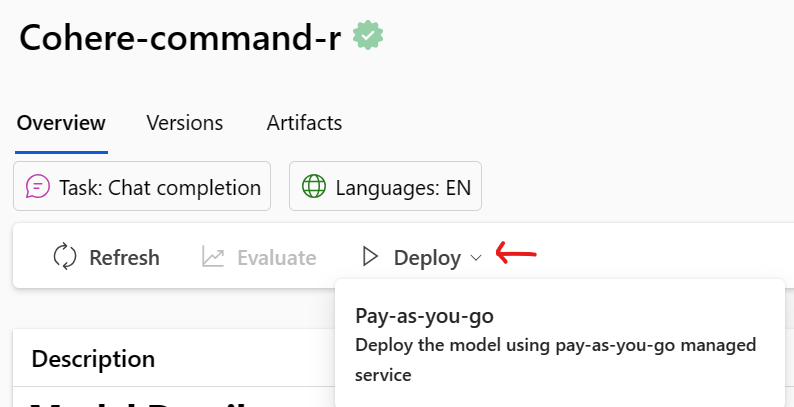 Cohere-command-r
Overview Versions Artifacts
Task: Chat completion Languages: EN
Refresh Evaluate Deploy
Pay-as-you-go
Deploy the model using pay-as-you-go managed
service
Description